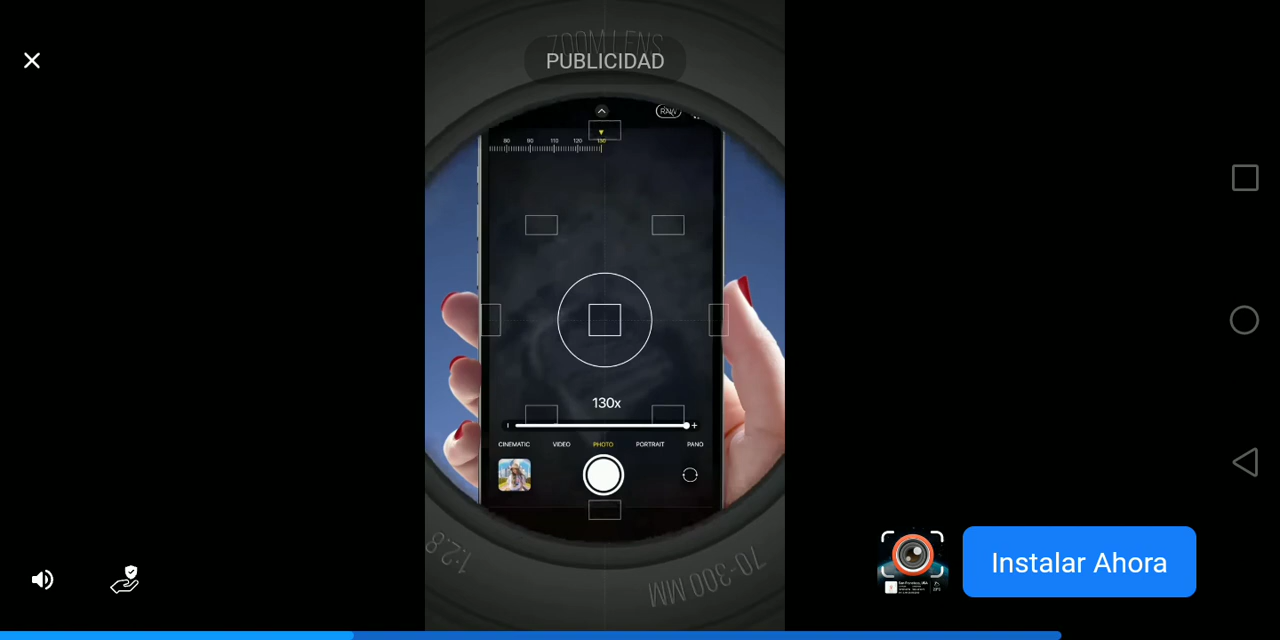 ZOOM LENS
PUBLICIDAD
RAW
80 90 110 120 130
130x
CINEMATIC VIDEO PHOTO PORTRAIT PANO
1:2.8
70-300 MM
Instalar Ahora